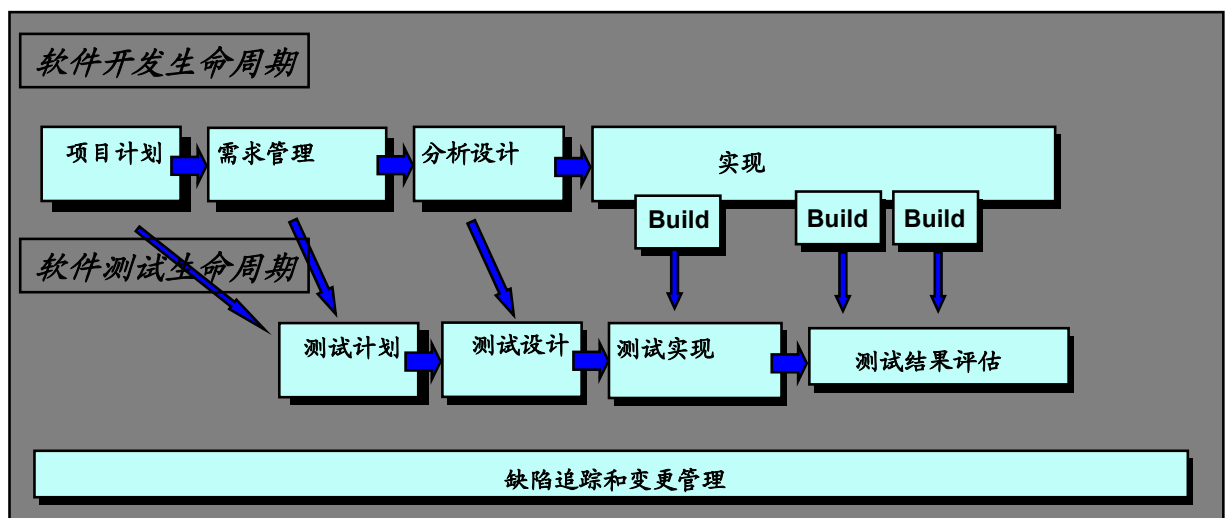 软件开发生命周期
项目计划
需求管理
分析设计
实现
Build
Build
Build
软件测试生命周期
测试计划
测试设计
测试实现
测试结果评估
缺陷追踪和变更管理